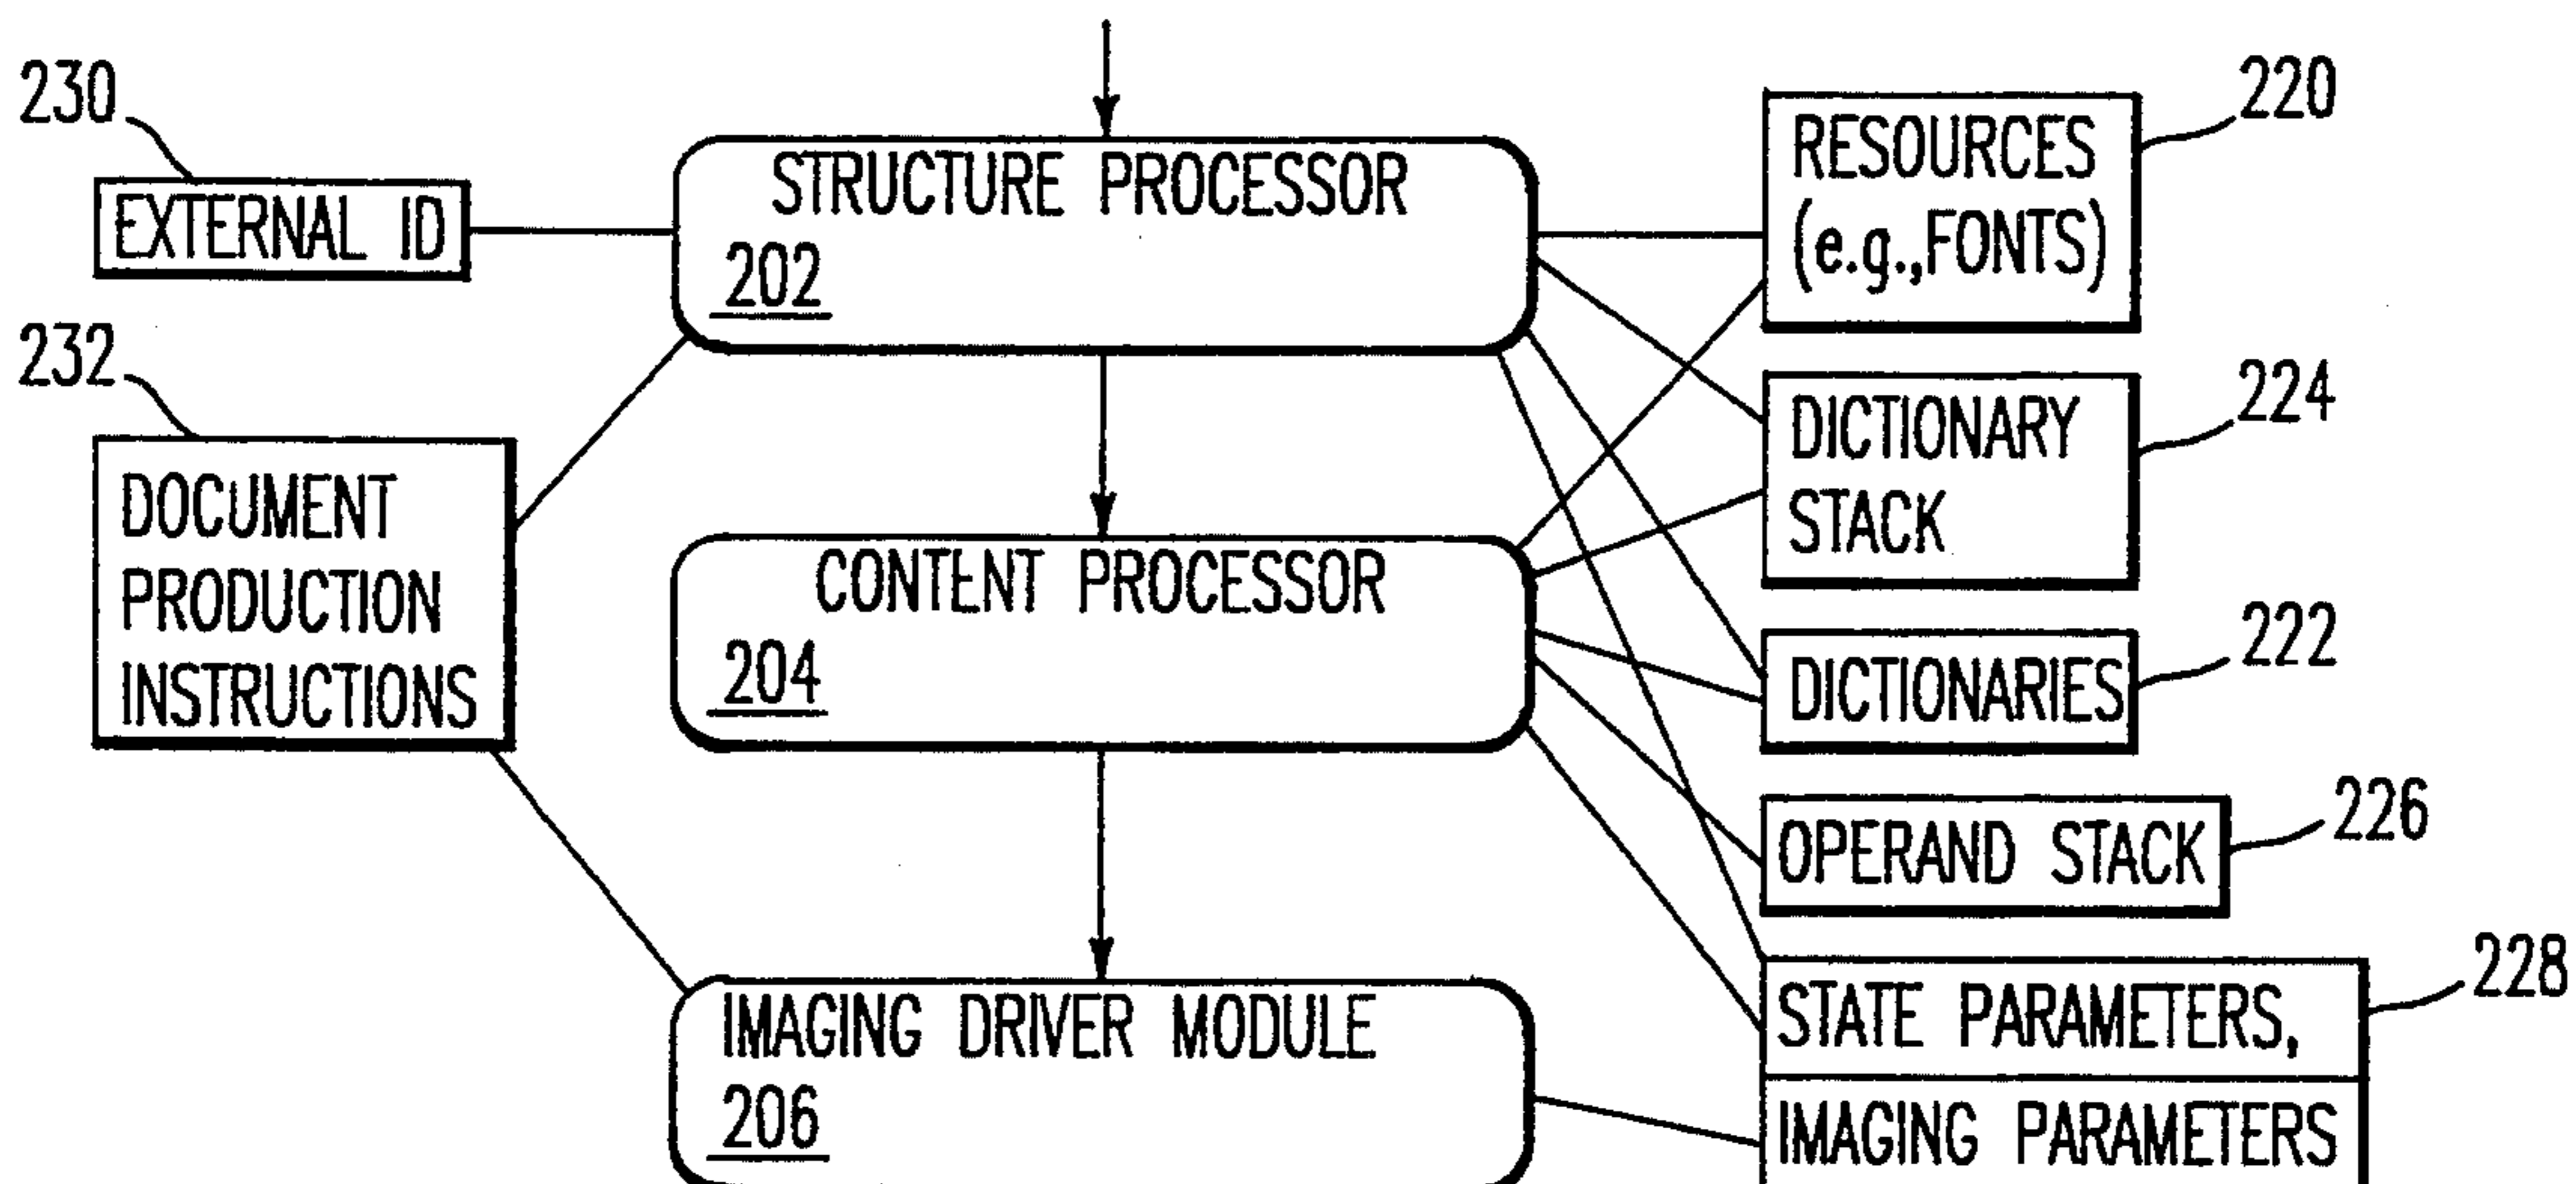 230
EXTERNAL ID
232
DOCUMENT
PRODUCTION
INSTRUCTIONS
STRUCTURE PROCESSOR
202
CONTENT PROCESSOR
204
IMAGING DRIVER MODULE
206
RESOURCES
(e.g.,FONTS)
220
DICTIONARY
STACK
224
DICTIONARIES
222
OPERAND STACK
226
STATE PARAMETERS,
IMAGING PARAMETERS
228